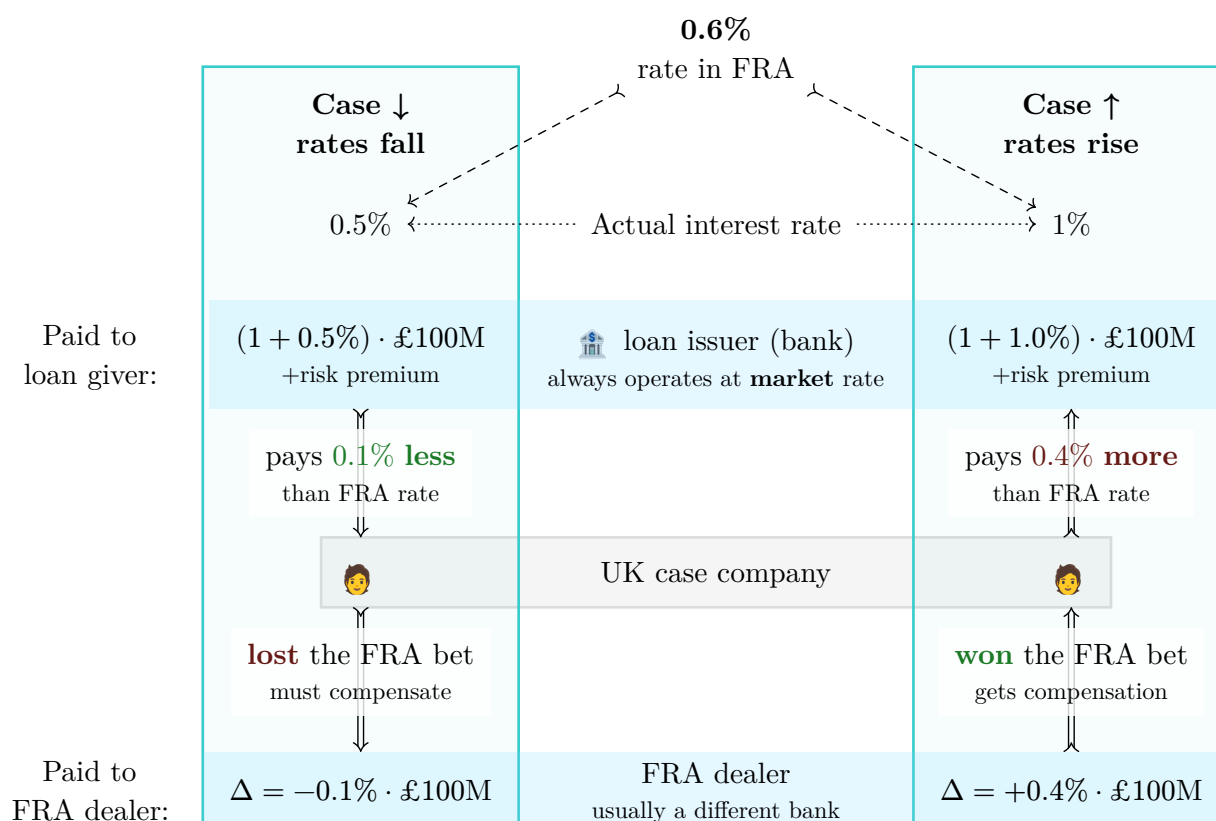 0.6%
rate in FRA
Case ↓
rates fall
Case ↑
rates rise
0.5%
Actual interest rate
1%
Paid to
loan giver:
(1 + 0.5%) · £100M
+risk premium
loan issuer (bank)
always operates at market rate
(1 + 1.0%) · £100M
+risk premium
pays 0.1% less
than FRA rate
pays 0.4% more
than FRA rate
UK case company
lost the FRA bet
must compensate
won the FRA bet
gets compensation
Paid to
FRA dealer:
Δ = −0.1% · £100M
FRA dealer
usually a different bank
Δ = +0.4% · £100M